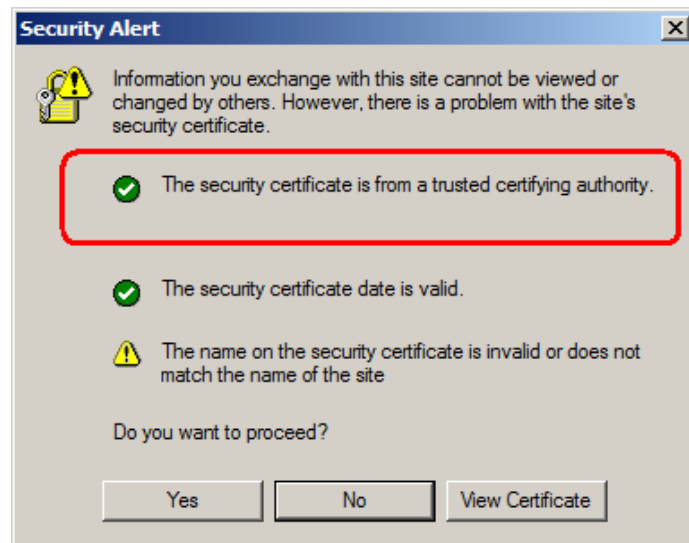 Security Alert
Information you exchange with this site cannot be viewed or
changed by others. However, there is a problem with the site's
security certificate.
The security certificate is from a trusted certifying authority.
The security certificate date is valid.
The name on the security certificate is invalid or does not
match the name of the site
Do you want to proceed?
Yes
No
View Certificate